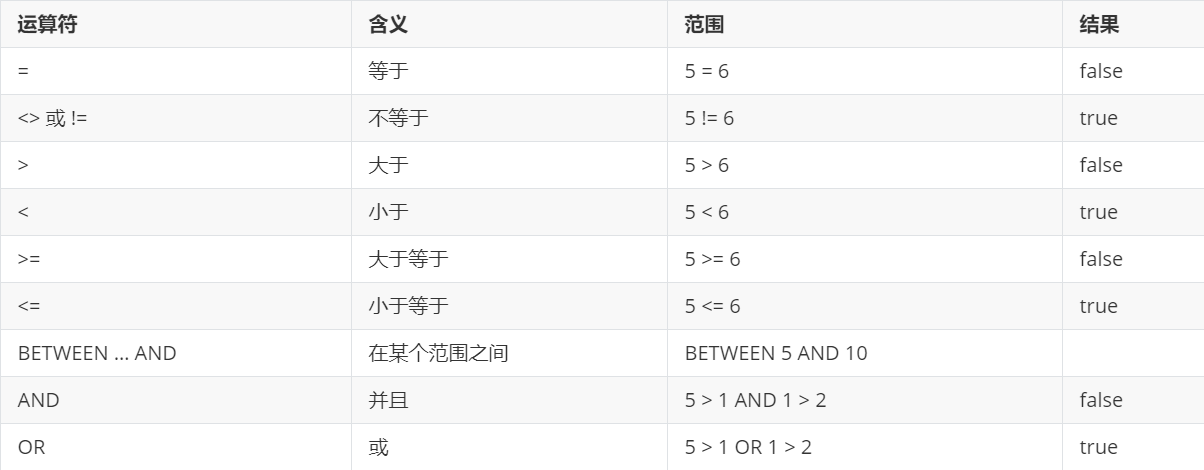 运算符 含义 范围 结果
= 等于 5 = 6 false
<> 或 != 不等于 5 != 6 true
> 大于 5 > 6 false
< 小于 5 < 6 true
>= 大于等于 5 >= 6 false
<= 小于等于 5 <= 6 true
BETWEEN ... AND 在某个范围之间 BETWEEN 5 AND 10
AND 并且 5 > 1 AND 1 > 2 false
OR 或 5 > 1 OR 1 > 2 true